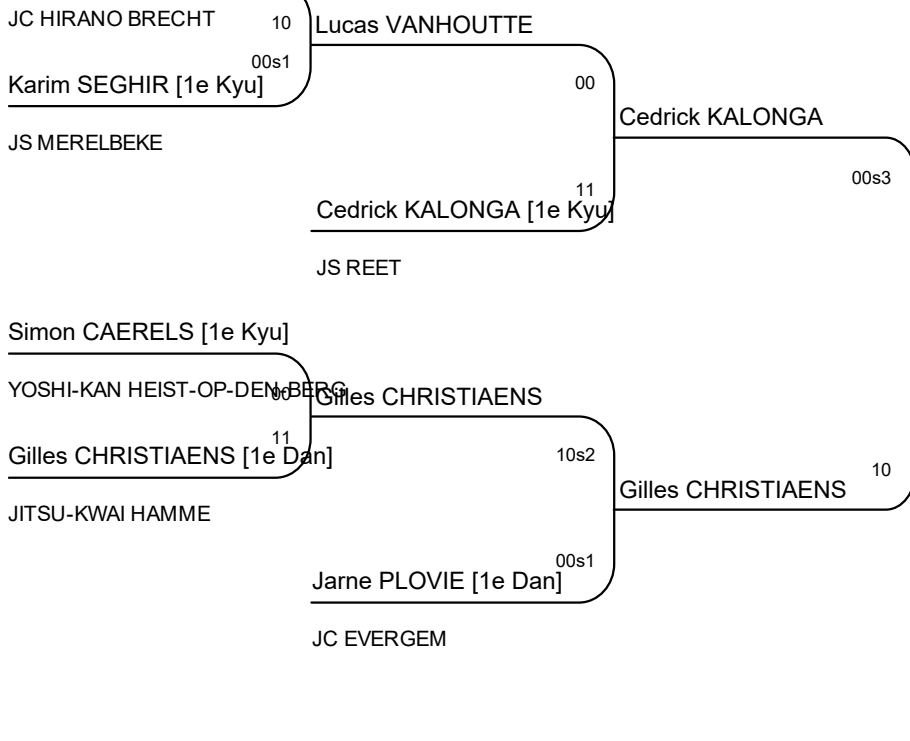 JC HIRANO BRECHT
10
Lucas VANHOUTTE
00s1
Karim SEGHIR [1e Kyu]
00
JS MERELBEKE
Cedrick KALONGA
00s3
11
Cedrick KALONGA [1e Kyu]
JS REET
Simon CAERELS [1e Kyu]
YOSHI-KAN HEIST-OP-DEN-BERG
00
Gilles CHRISTIAENS
11
Gilles CHRISTIAENS [1e Dan]
10s2
10
Gilles CHRISTIAENS
JITSU-KWAI HAMME
00s1
Jarne PLOVIE [1e Dan]
JC EVERGEM